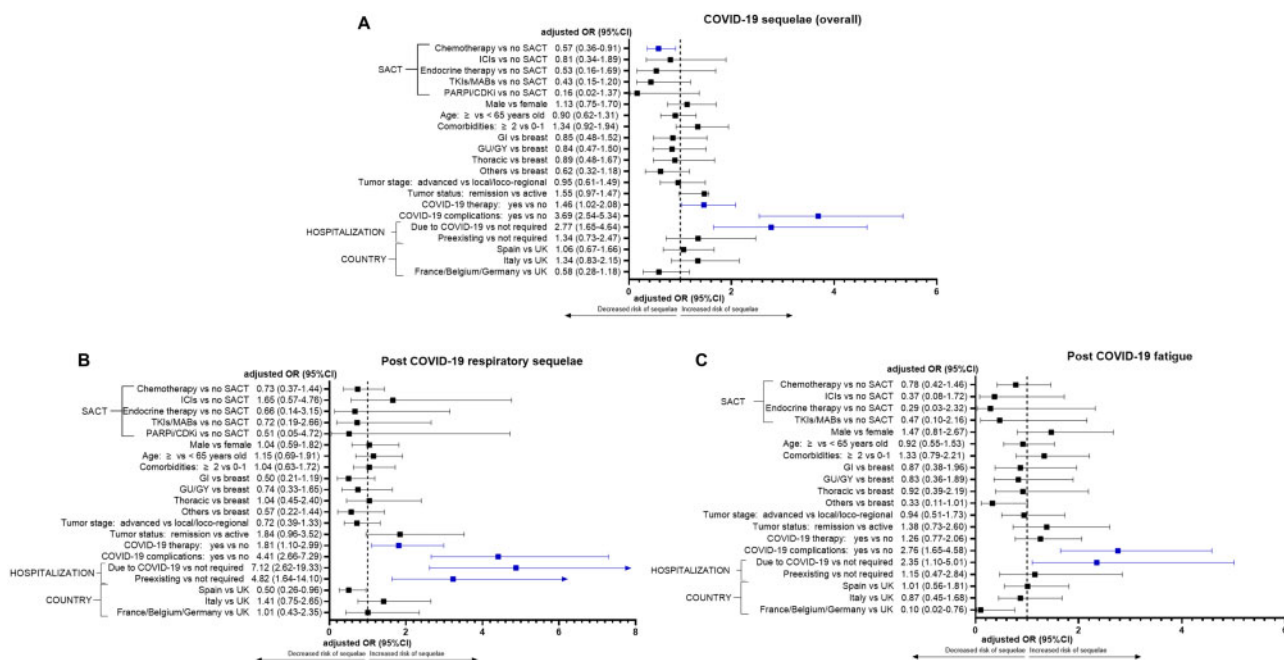 A
COVID-19 sequelae (overall)
adjusted OR (95%CI)
SACT
Chemotherapy vs no SACT 0.57 (0.36-0.91)
ICIs vs no SACT 0.81 (0.34-1.89)
Endocrine therapy vs no SACT 0.53 (0.16-1.69)
TKIs/MABs vs no SACT 0.43 (0.15-1.20)
PARPi/CDKi vs no SACT 0.16 (0.02-1.37)
Male vs female 1.13 (0.75-1.70)
Age: ≥ vs < 65 years old 0.90 (0.62-1.31)
Comorbidities: ≥ 2 vs 0-1 1.34 (0.92-1.94)
GI vs breast 0.85 (0.48-1.52)
GU/GY vs breast 0.84 (0.47-1.50)
Thoracic vs breast 0.89 (0.48-1.67)
Others vs breast 0.62 (0.32-1.18)
Tumor stage: advanced vs local/loco-regional 0.95 (0.61-1.49)
Tumor status: remission vs active 1.55 (0.97-1.47)
COVID-19 therapy: yes vs no 1.46 (1.02-2.08)
COVID-19 complications: yes vs no 3.69 (2.54-5.34)
HOSPITALIZATION
Due to COVID-19 vs not required 2.77 (1.65-4.64)
Preexisting vs not required 1.34 (0.73-2.47)
COUNTRY
Spain vs UK 1.06 (0.67-1.66)
Italy vs UK 1.34 (0.83-2.15)
France/Belgium/Germany vs UK 0.58 (0.28-1.18)
0 2 4 6
adjusted OR (95%CI)
Decreased risk of sequelae Increased risk of sequelae
B
Post COVID-19 respiratory sequelae
adjusted OR (95%CI)
SACT
Chemotherapy vs no SACT 0.73 (0.37-1.44)
ICIs vs no SACT 1.65 (0.57-4.76)
Endocrine therapy vs no SACT 0.66 (0.14-3.15)
TKIs/MABs vs no SACT 0.72 (0.19-2.66)
PARPi/CDKi vs no SACT 0.51 (0.05-4.72)
Male vs female 1.04 (0.59-1.82)
Age: ≥ vs < 65 years old 1.15 (0.69-1.91)
Comorbidities: ≥ 2 vs 0-1 1.04 (0.63-1.72)
GI vs breast 0.50 (0.21-1.19)
GU/GY vs breast 0.74 (0.33-1.65)
Thoracic vs breast 1.04 (0.45-2.40)
Others vs breast 0.57 (0.22-1.44)
Tumor stage: advanced vs local/loco-regional 0.72 (0.39-1.33)
Tumor status: remission vs active 1.84 (0.96-3.52)
COVID-19 therapy: yes vs no 1.81 (1.10-2.99)
COVID-19 complications: yes vs no 4.41 (2.66-7.29)
HOSPITALIZATION
Due to COVID-19 vs not required 7.12 (2.62-19.33)
Preexisting vs not required 4.82 (1.64-14.10)
COUNTRY
Spain vs UK 0.50 (0.26-0.96)
Italy vs UK 1.41 (0.75-2.65)
France/Belgium/Germany vs UK 1.01 (0.43-2.35)
0 2 4 6 8
adjusted OR (95%CI)
Decreased risk of sequelae Increased risk of sequelae
C
Post COVID-19 fatigue
adjusted OR (95%CI)
SACT
Chemotherapy vs no SACT 0.78 (0.42-1.46)
ICIs vs no SACT 0.37 (0.08-1.72)
Endocrine therapy vs no SACT 0.29 (0.03-2.32)
TKIs/MABs vs no SACT 0.47 (0.10-2.16)
Male vs female 1.47 (0.81-2.67)
Age: ≥ vs < 65 years old 0.92 (0.55-1.53)
Comorbidities: ≥ 2 vs 0-1 1.33 (0.79-2.21)
GI vs breast 0.87 (0.38-1.96)
GU/GY vs breast 0.83 (0.36-1.89)
Thoracic vs breast 0.92 (0.39-2.19)
Others vs breast 0.33 (0.11-1.01)
Tumor stage: advanced vs local/loco-regional 0.94 (0.51-1.73)
Tumor status: remission vs active 1.38 (0.73-2.60)
COVID-19 therapy: yes vs no 1.26 (0.77-2.06)
COVID-19 complications: yes vs no 2.76 (1.65-4.58)
HOSPITALIZATION
Due to COVID-19 vs not required 2.35 (1.10-5.01)
Preexisting vs not required 1.15 (0.47-2.84)
COUNTRY
Spain vs UK 1.01 (0.56-1.81)
Italy vs UK 0.87 (0.45-1.68)
France/Belgium/Germany vs UK 0.10 (0.02-0.76)
0 2 4 6
adjusted OR (95%CI)
Decreased risk of sequelae Increased risk of sequelae